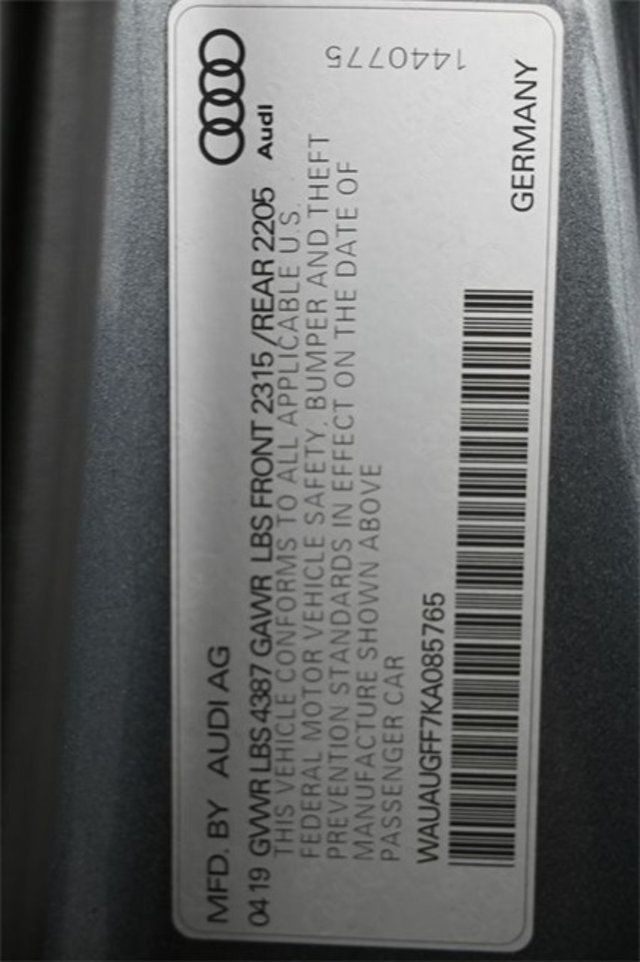 MFD. BY AUDI AG
Audi
04 19 GVWR LBS 4387 GAWR LBS FRONT 2315 /REAR 2205
THIS VEHICLE CONFORMS TO ALL APPLICABLE U.S.
FEDERAL MOTOR VEHICLE SAFETY, BUMPER AND THEFT
PREVENTION STANDARDS IN EFFECT ON THE DATE OF
MANUFACTURE SHOWN ABOVE
PASSENGER CAR
1440775
WAUAUGFF7KA085765
GERMANY